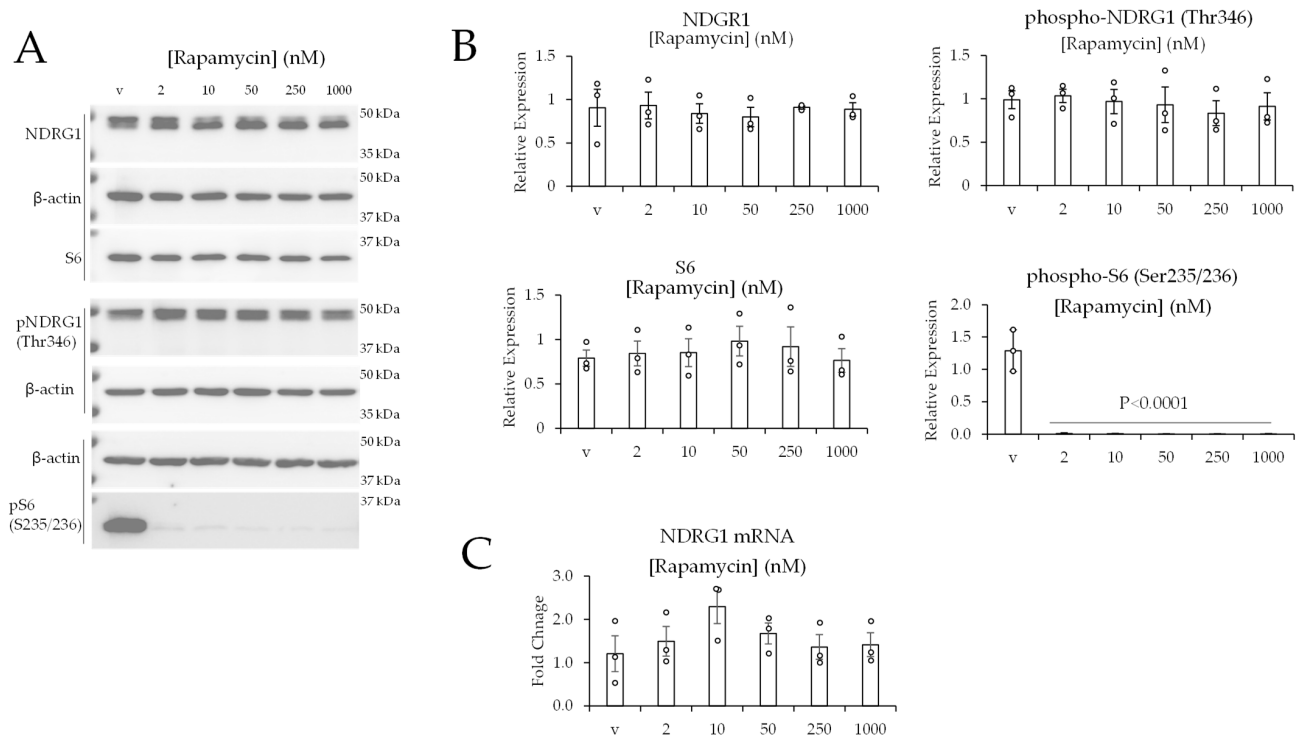 A
[Rapamycin] (nM)
v 2 10 50 250 1000
NDRG1
50 kDa
35 kDa
β-actin
50 kDa
37 kDa
S6
37 kDa
pNDRG1
(Thr346)
50 kDa
37 kDa
β-actin
50 kDa
35 kDa
β-actin
50 kDa
37 kDa
pS6
(S235/236)
37 kDa
B
NDGR1
[Rapamycin] (nM)
Relative Expression
1.5
1
0.5
0
v 2 10 50 250 1000
phospho-NDRG1 (Thr346)
[Rapamycin] (nM)
Relative Expression
1.5
1
0.5
0
v 2 10 50 250 1000
S6
[Rapamycin] (nM)
Relative Expression
1.5
1
0.5
0
v 2 10 50 250 1000
phospho-S6 (Ser235/236)
[Rapamycin] (nM)
Relative Expression
2.0
1.5
1.0
0.5
0.0
P<0.0001
v 2 10 50 250 1000
C
NDRG1 mRNA
[Rapamycin] (nM)
Fold Chnage
3.0
2.0
1.0
0.0
v 2 10 50 250 1000